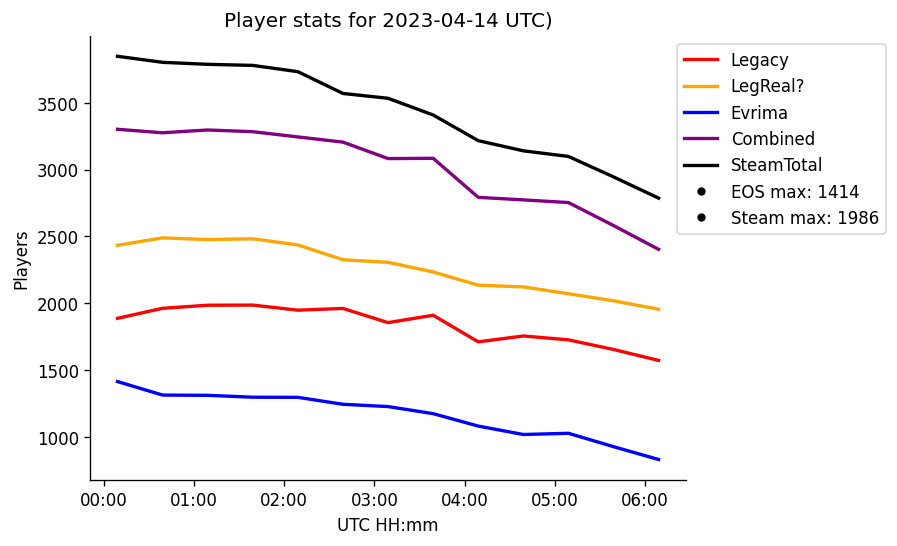 Player stats for 2023-04-14 UTC)
Legacy
LegReal?
Evrima
Combined
SteamTotal
EOS max: 1414
Steam max: 1986
Players
3500
3000
2500
2000
1500
1000
00:00 01:00 02:00 03:00 04:00 05:00 06:00
UTC HH:mm